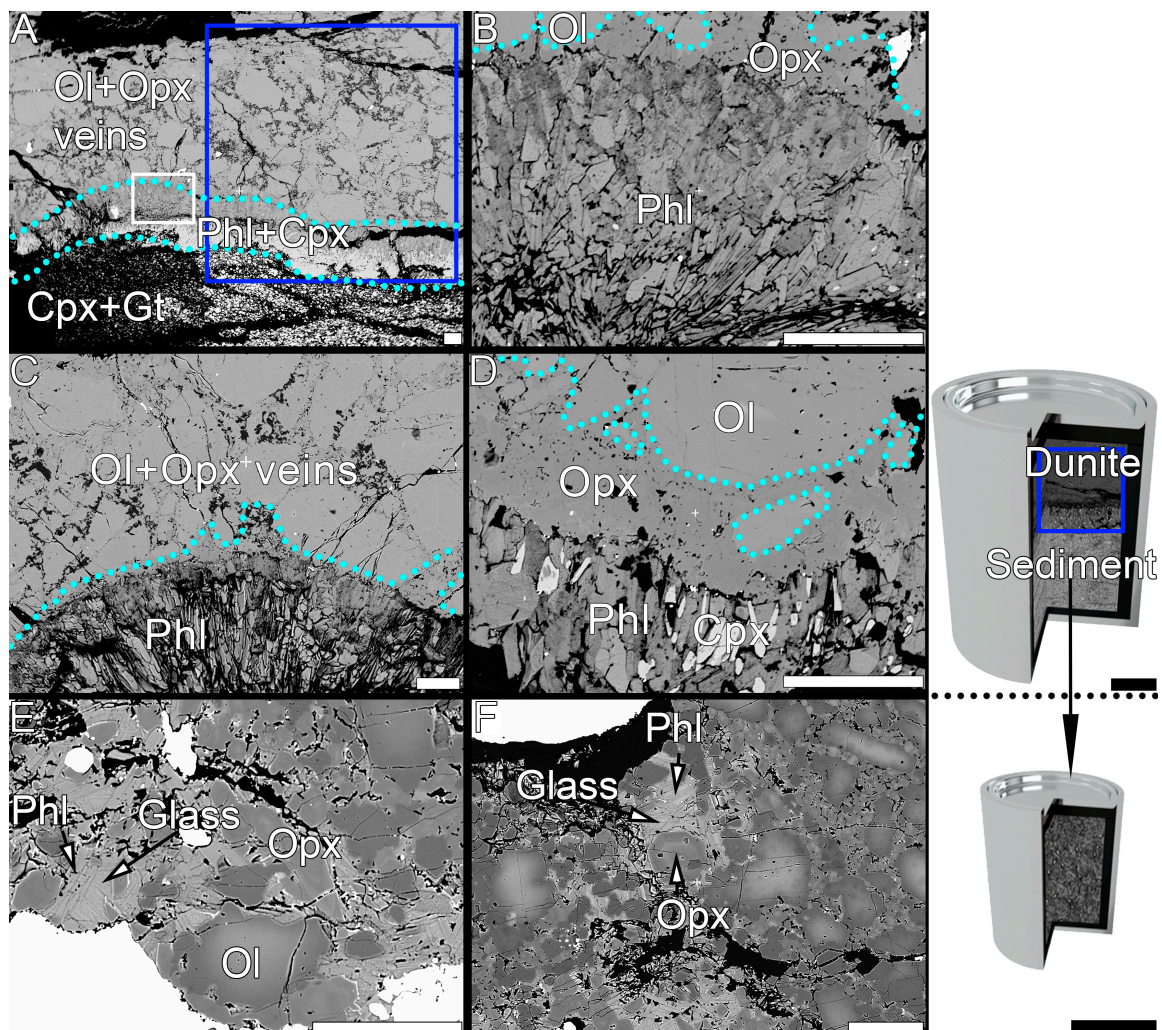 A
Ol+Opx
veins
Phl+Cpx
Cpx+Gt
B
Ol
Opx
Phl
C
Ol+Opx veins
Phl
D
Ol
Opx
Phl
Cpx
E
Phl
Glass
Opx
Ol
F
Phl
Glass
Opx
Dunite
Sediment